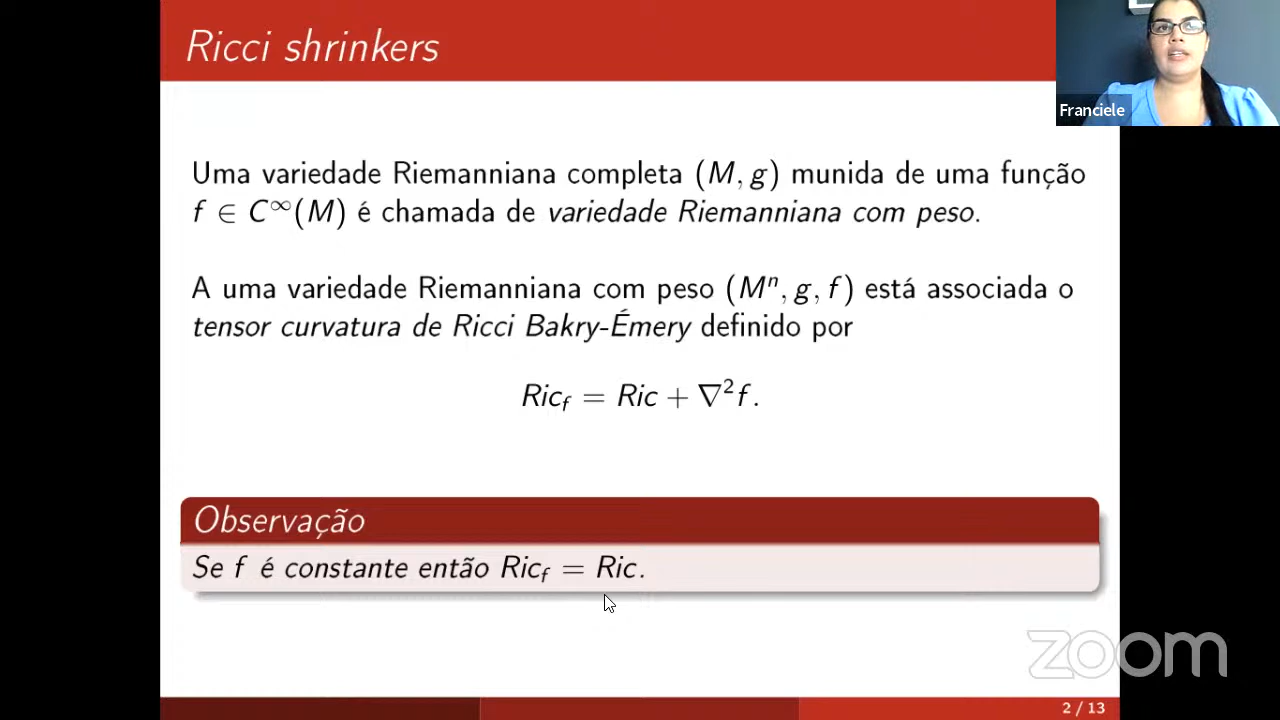 Ricci shrinkers
Franciele
Uma variedade Riemanniana completa (M, g) munida de uma função
f ∈ C^∞(M) é chamada de variedade Riemanniana com peso.
A uma variedade Riemanniana com peso (Mⁿ, g, f) está associada o
tensor curvatura de Ricci Bakry-Émery definido por
Ric_f = Ric + ∇²f.
Observação
Se f é constante então Ric_f = Ric.
zoom
2 / 13